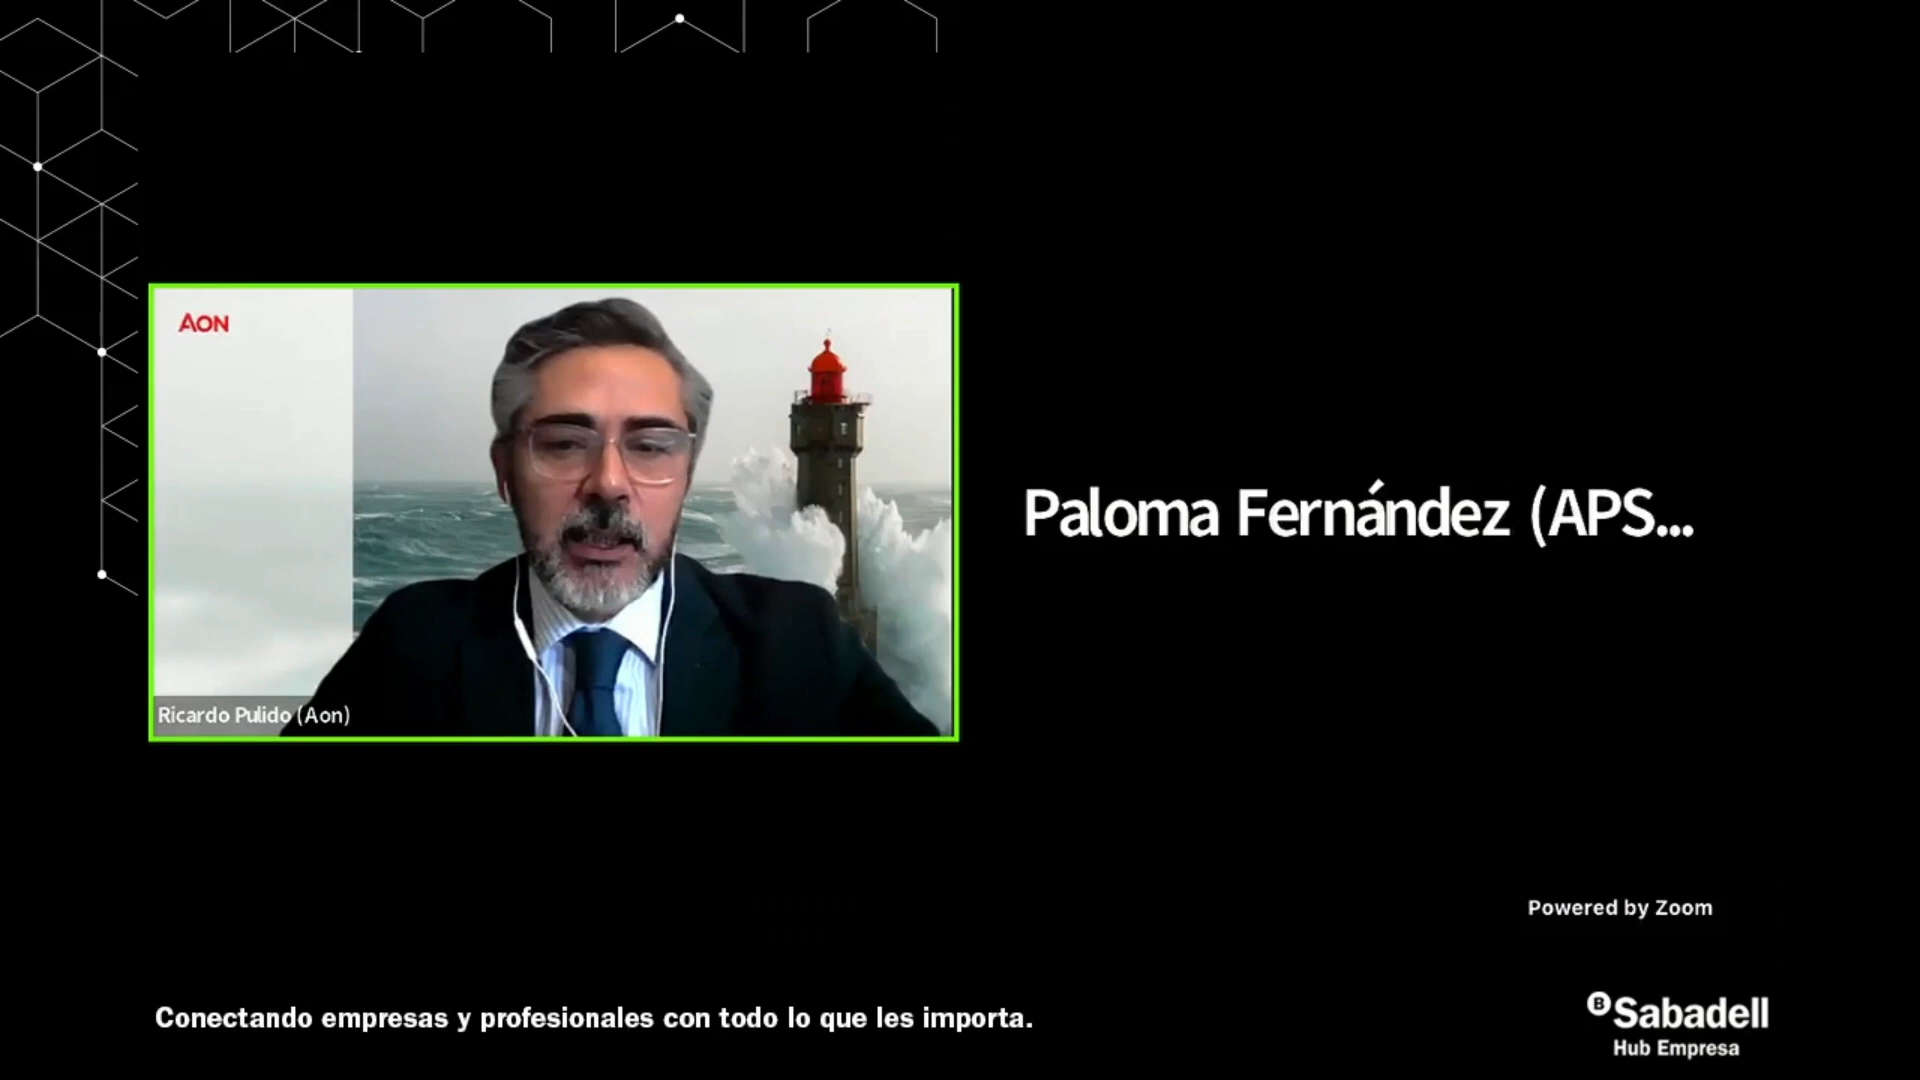 AON
Ricardo Pulido (Aon)
Paloma Fernández (APS...
Powered by Zoom
Conectando empresas y profesionales con todo lo que les importa.
B Sabadell
Hub Empresa